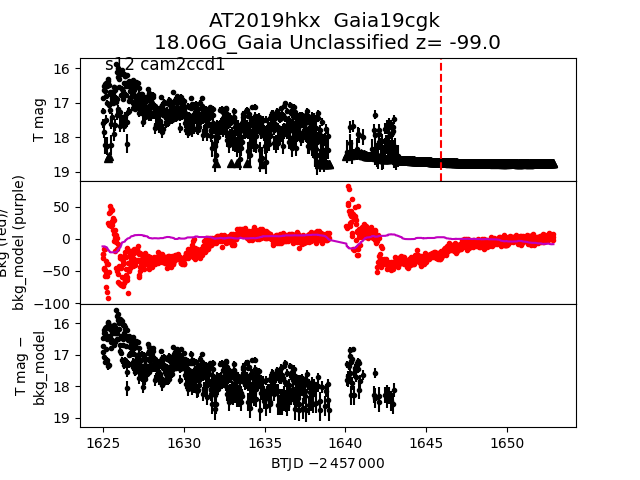 AT2019hkx Gaia19cgk
18.06G_Gaia Unclassified z= -99.0
s12 cam2ccd1
16
17
18
19
T mag
50
0
−50
−100
Bkg (red)/
bkg_model (purple)
16
17
18
19
T mag −
bkg_model
1625 1630 1635 1640 1645 1650
BTJD −2 457 000